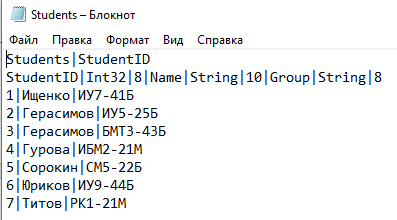 Students – Блокнот
Файл Правка Формат Вид Справка
Students|StudentID
StudentID|Int32|8|Name|String|10|Group|String|8
1|Ищенко|ИУ7-41Б
2|Герасимов|ИУ5-25Б
3|Герасимов|БМТ3-43Б
4|Гурова|ИБМ2-21М
5|Сорокин|СМ5-22Б
6|Юриков|ИУ9-44Б
7|Титов|РК1-21М